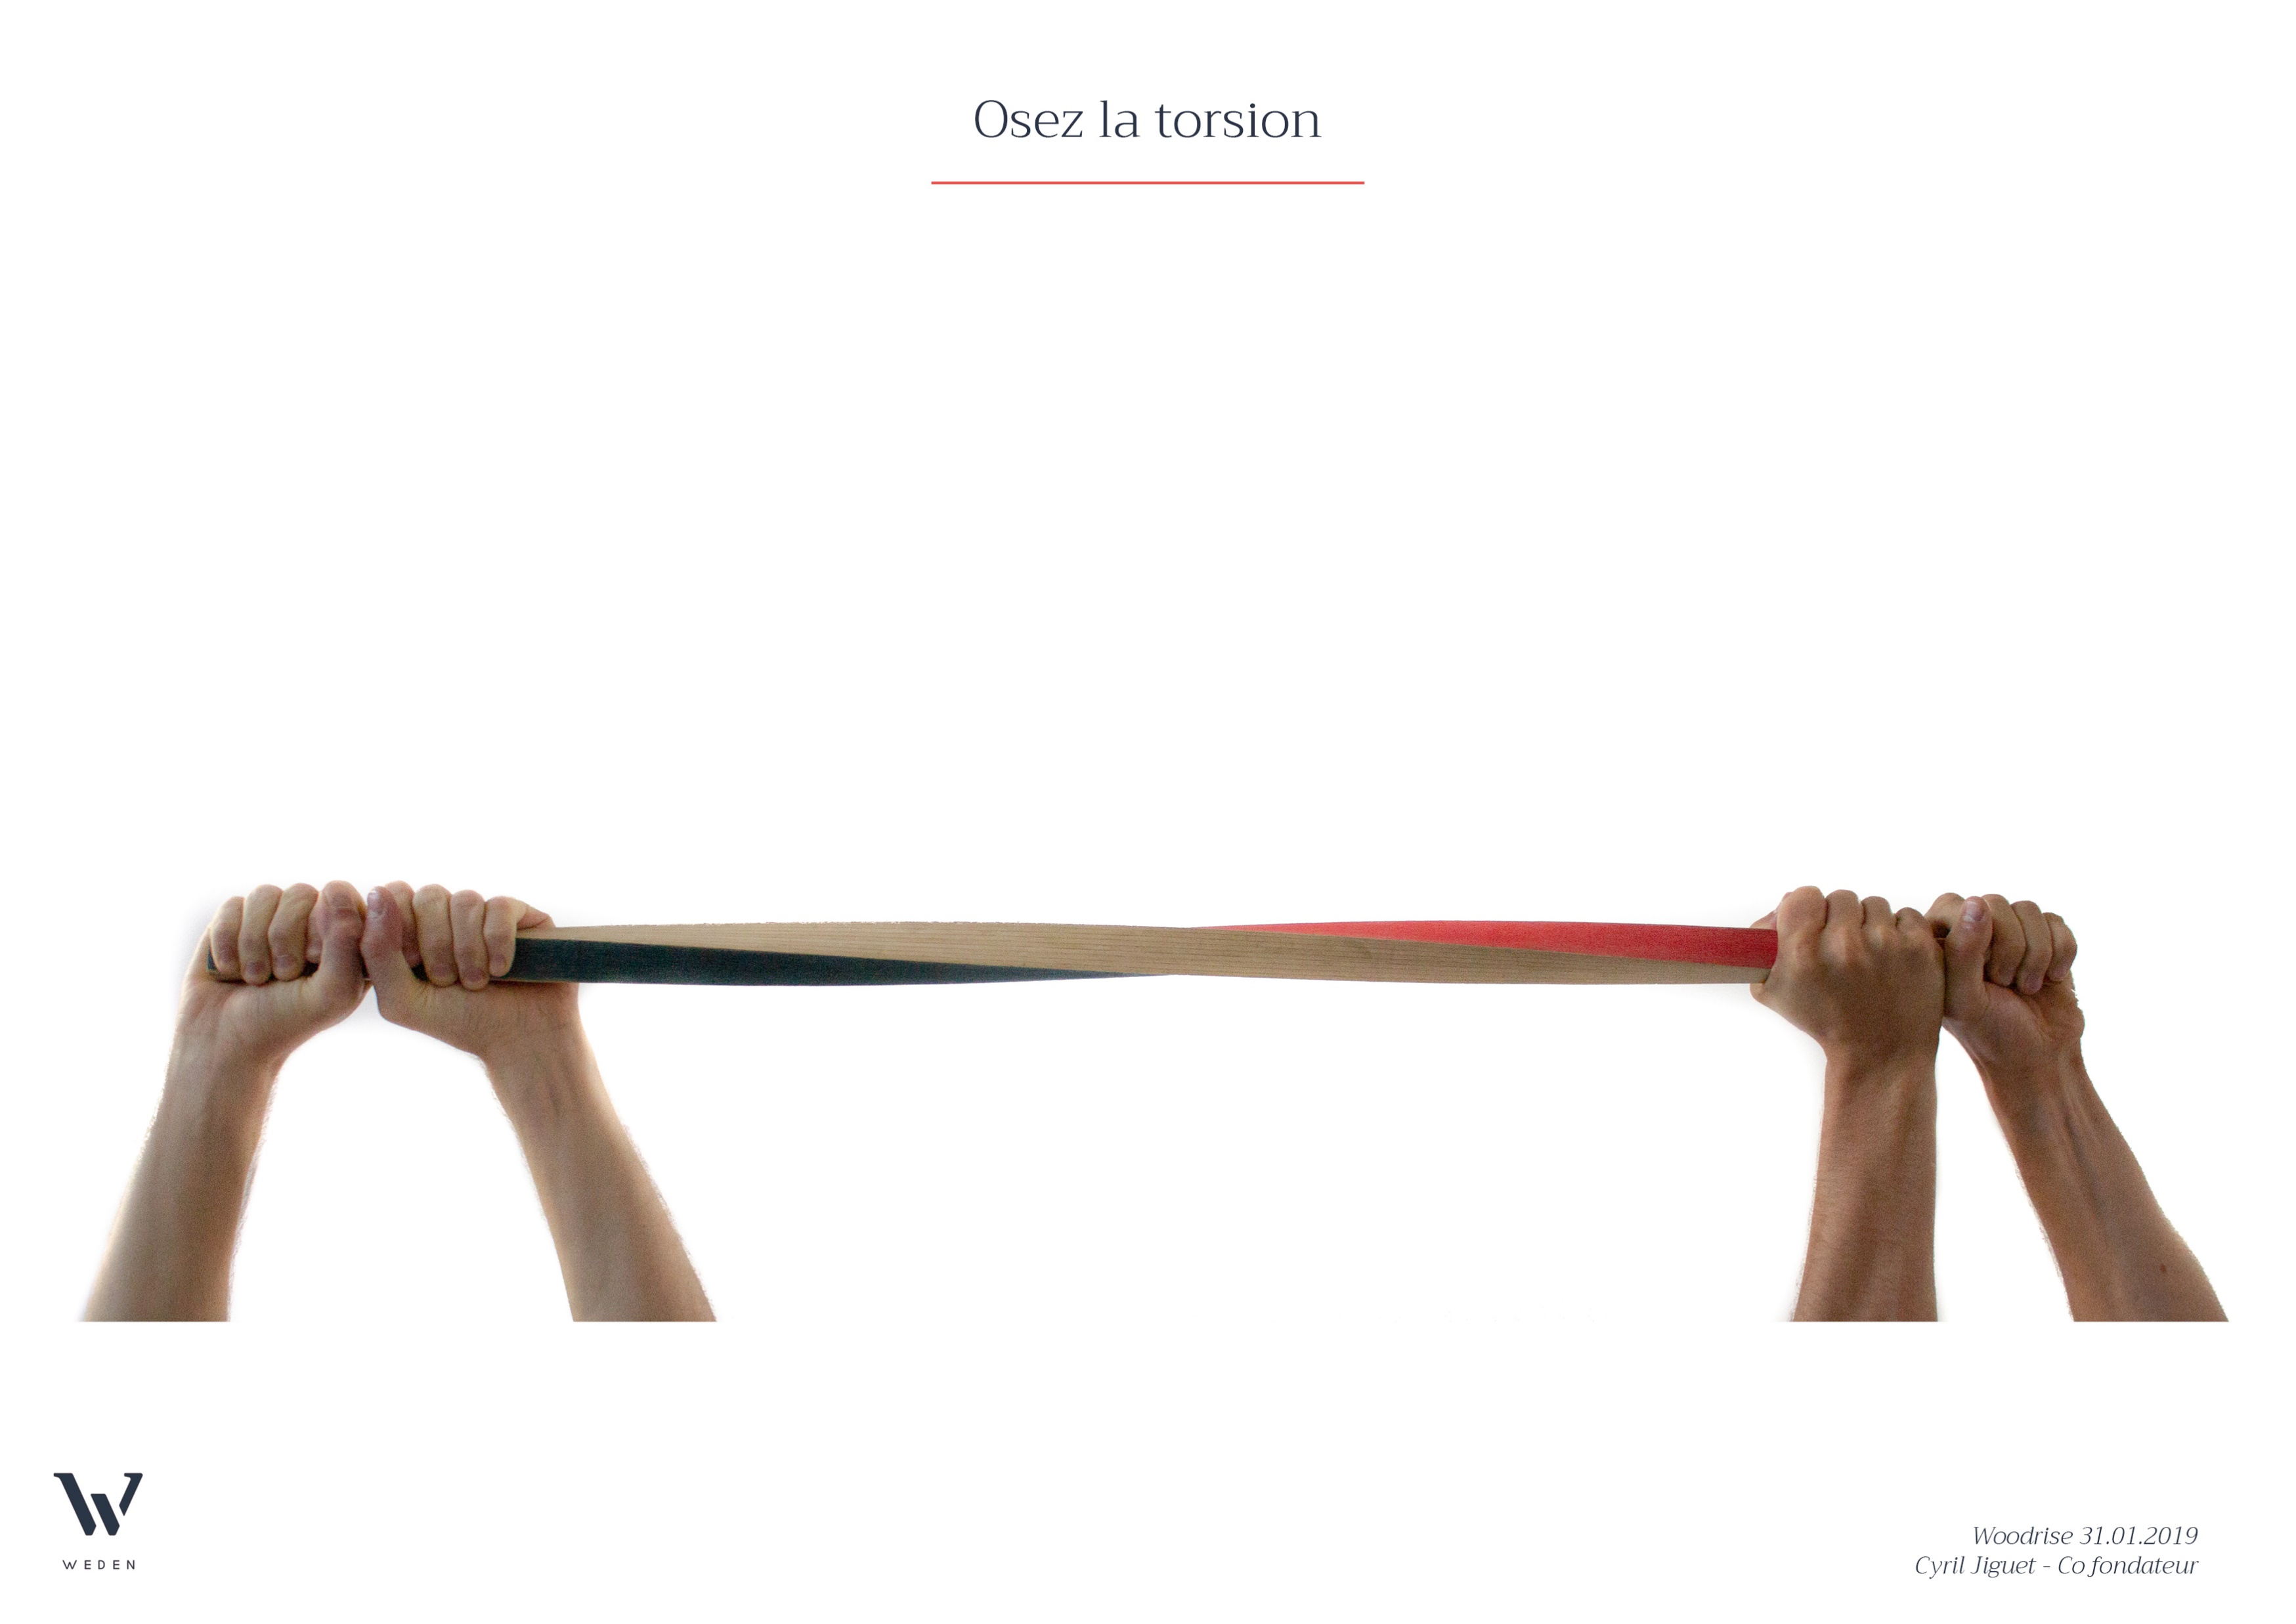 Osez la torsion
WEDEN
Woodrise 31.01.2019
Cyril Jiguet - Co fondateur